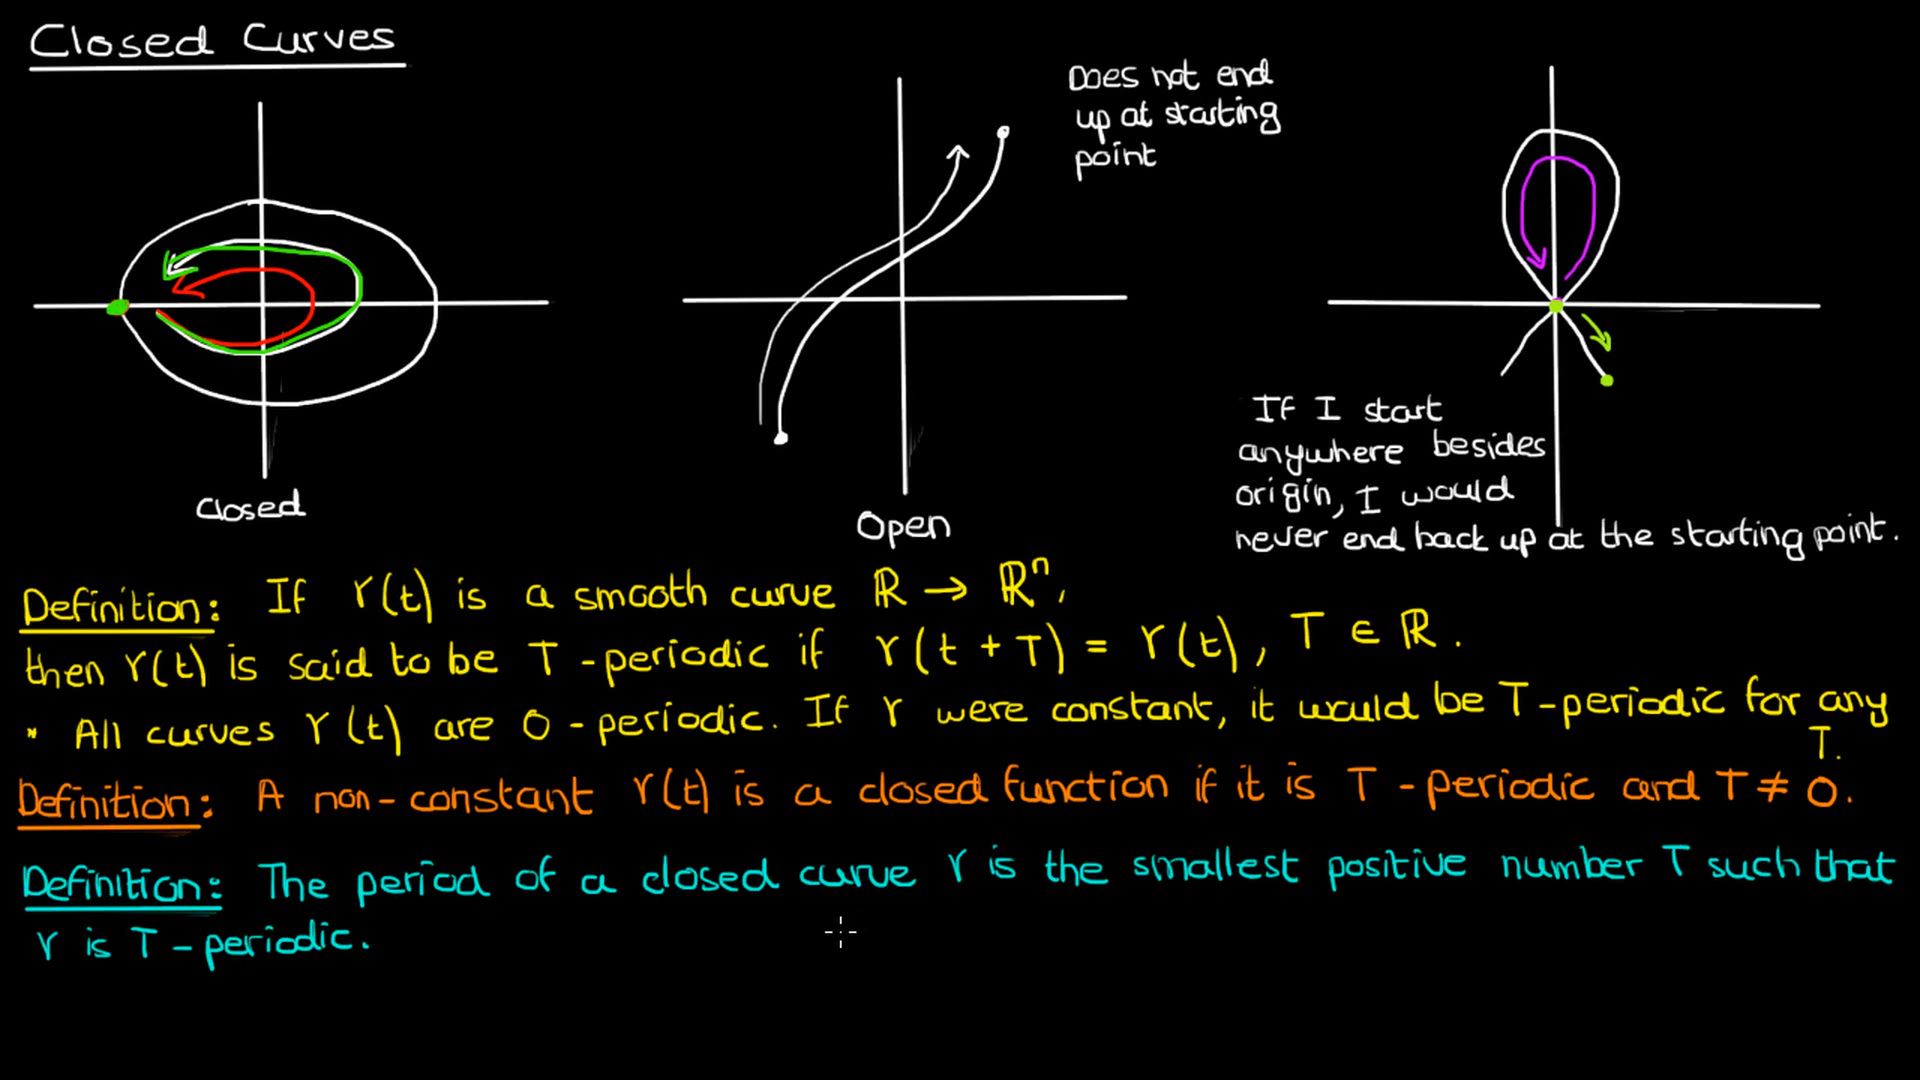 Closed Curves
Does not end
up at starting
point
Closed
Open
If I start
anywhere besides
origin, I would
never end back up at the starting point.
Definition: If γ(t) is a smooth curve ℝ → ℝⁿ,
then γ(t) is said to be T-periodic if γ(t + T) = γ(t), T ∈ ℝ.
* All curves γ(t) are 0-periodic. If γ were constant, it would be T-periodic for any
T.
Definition: A non-constant γ(t) is a closed function if it is T-periodic and T ≠ 0.
Definition: The period of a closed curve γ is the smallest positive number T such that
γ is T-periodic.